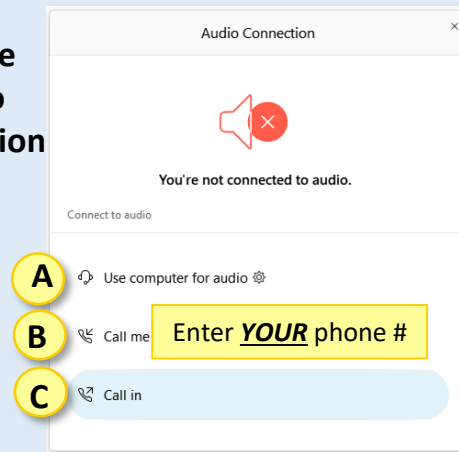 Audio Connection
×
e
o
ion
You're not connected to audio.
Connect to audio
A
Use computer for audio
B
Call me
Enter YOUR phone #
C
Call in